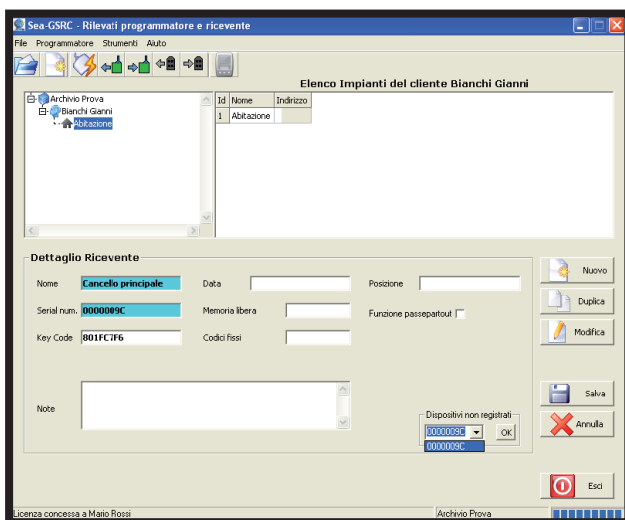 Sea-GSRC - Rilevati programmatore e ricevente
File Programmatore Strumenti Aiuto
Elenco Impianti del cliente Bianchi Gianni
Archivio Prova
Bianchi Gianni
Abitazione
Id Nome Indirizzo
1 Abitazione
Dettaglio Ricevente
Nome Cancello principale Data Posizione
Serial num. 0000009C Memoria libera Funzione passepartout
Key Code 801FC7F6 Codici fissi
Note
Dispositivi non registrati
0000009C OK
0000009C
Nuovo
Duplica
Modifica
Salva
Annulla
Esci
Licenza concessa a Mario Rossi Archivio Prova